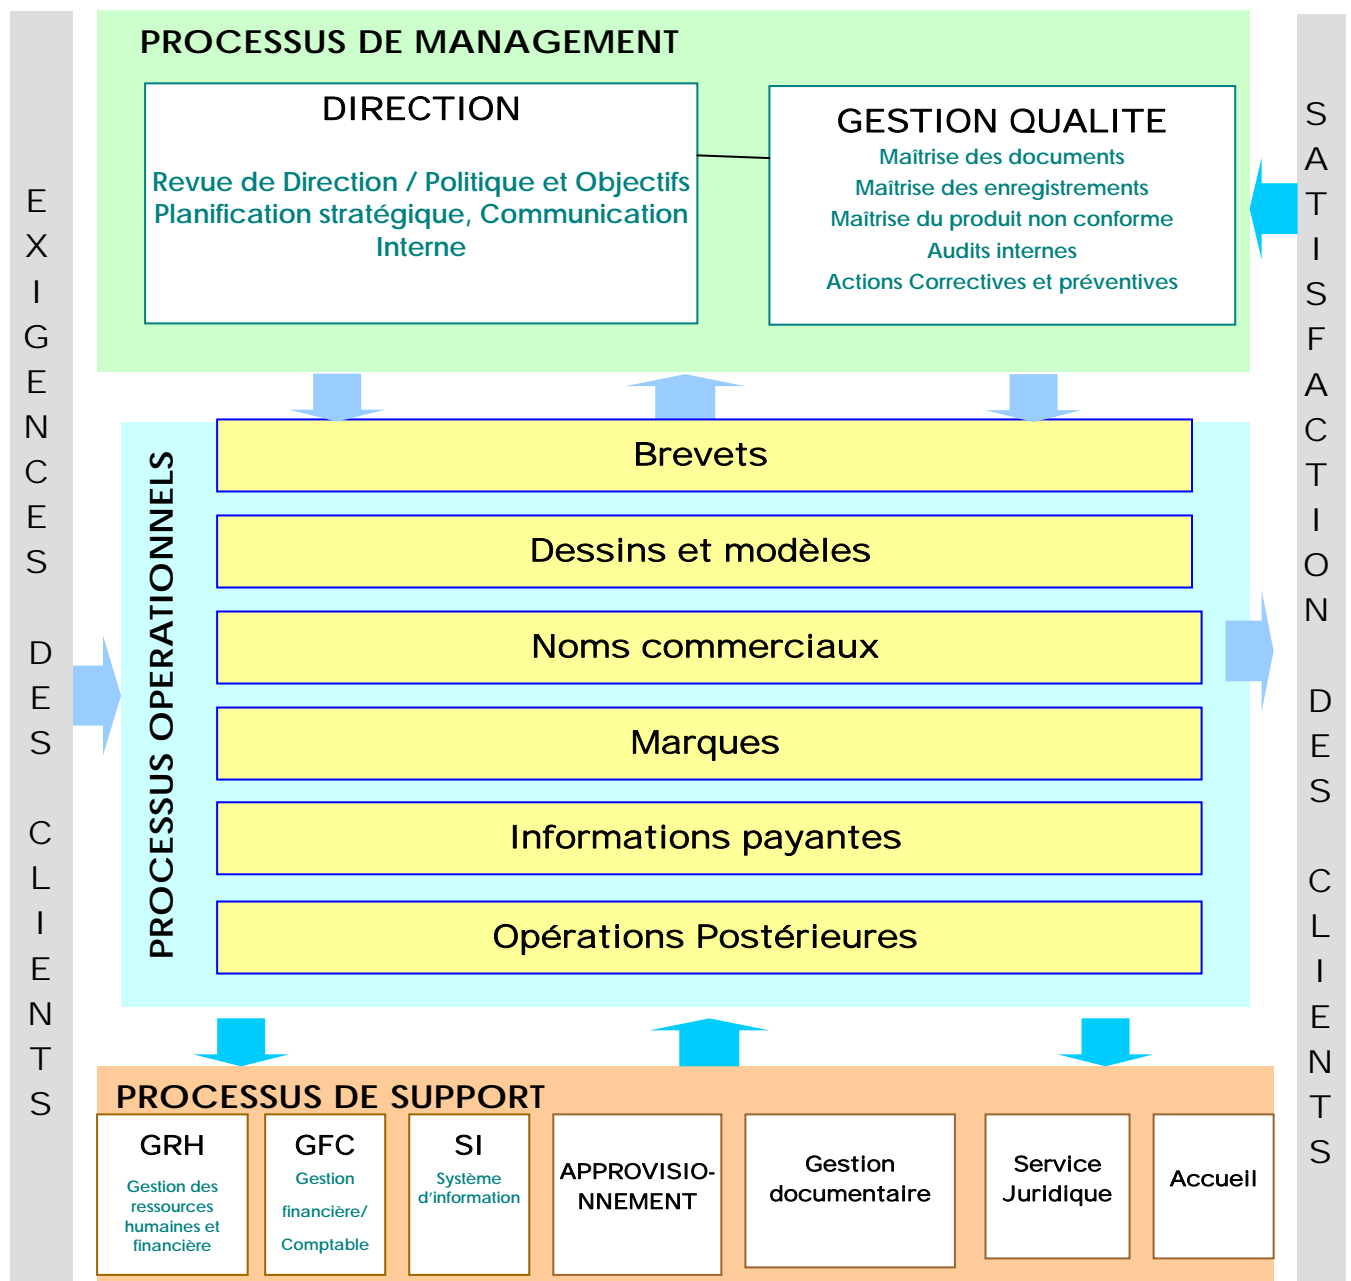 EXIGENCES DES CLIENTS
PROCESSUS DE MANAGEMENT
DIRECTION
Revue de Direction / Politique et Objectifs
Planification stratégique, Communication
Interne
GESTION QUALITE
Maîtrise des documents
Maîtrise des enregistrements
Maîtrise du produit non conforme
Audits internes
Actions Correctives et préventives
PROCESSUS OPERATIONNELS
Brevets
Dessins et modèles
Noms commerciaux
Marques
Informations payantes
Opérations Postérieures
PROCESSUS DE SUPPORT
GRH
Gestion des
ressources
humaines et
financière
GFC
Gestion
financière/
Comptable
SI
Système
d'information
APPROVISIO-
NNEMENT
Gestion
documentaire
Service
Juridique
Accueil
SATISFACTION DES CLIENTS